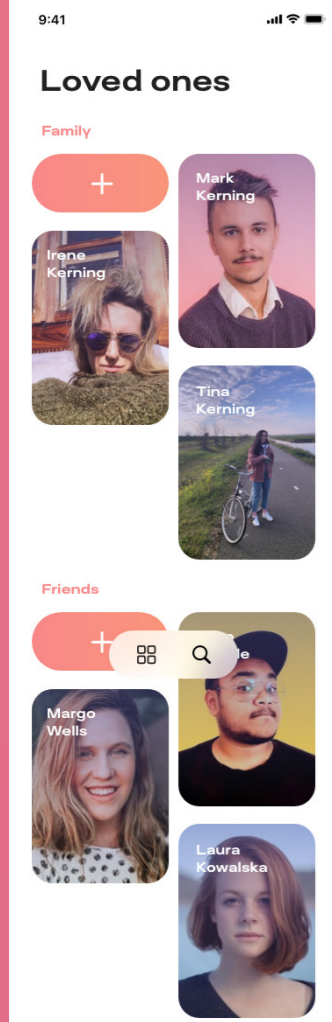 9:41
Loved ones
Family
Mark
Kerning
Irene
Kerning
Tina
Kerning
Friends
Margo
Wells
Laura
Kowalska